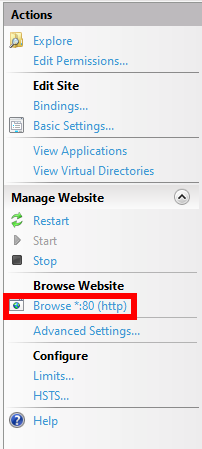 Actions
Explore
Edit Permissions...
Edit Site
Bindings...
Basic Settings...
View Applications
View Virtual Directories
Manage Website
Restart
Start
Stop
Browse Website
Browse *:80 (http)
Advanced Settings...
Configure
Limits...
HSTS...
Help